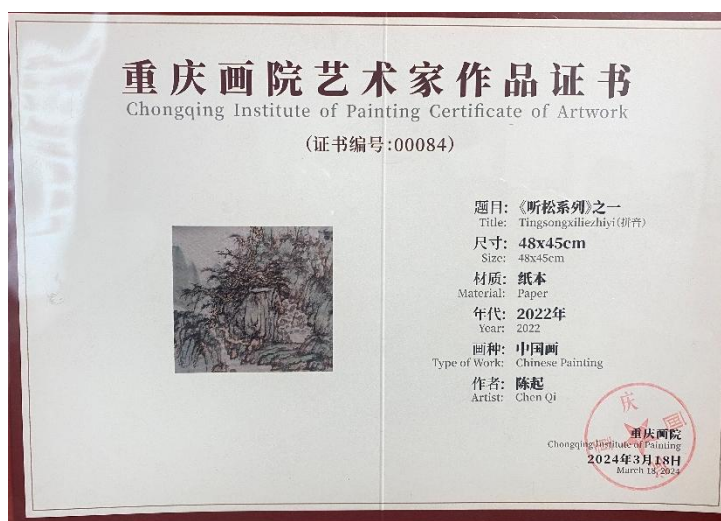 重庆画院艺术家作品证书
Chongqing Institute of Painting Certificate of Artwork
(证书编号:00084)
题目:《听松系列》之一
Title: Tingsongxiliezhiyi(拼音)
尺寸: 48x45cm
Size: 48x45cm
材质: 纸本
Material: Paper
年代: 2022年
Year: 2022
画种: 中国画
Type of Work: Chinese Painting
作者: 陈起
Artist: Chen Qi
重庆画院
Chongqing Institute of Painting
2024年3月18日
March 18, 2024